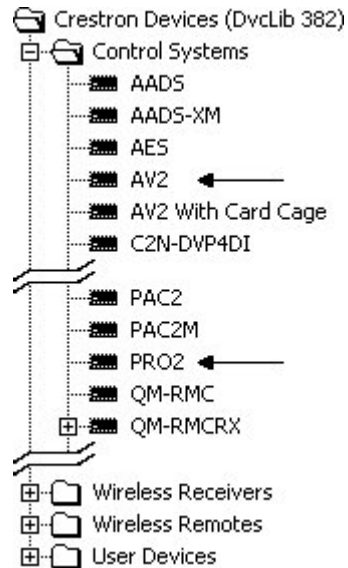 Crestron Devices (DvcLib 382)
Control Systems
AADS
AADS-XM
AES
AV2
AV2 With Card Cage
C2N-DVP4DI
PAC2
PAC2M
PRO2
QM-RMC
QM-RMCRX
Wireless Receivers
Wireless Remotes
User Devices